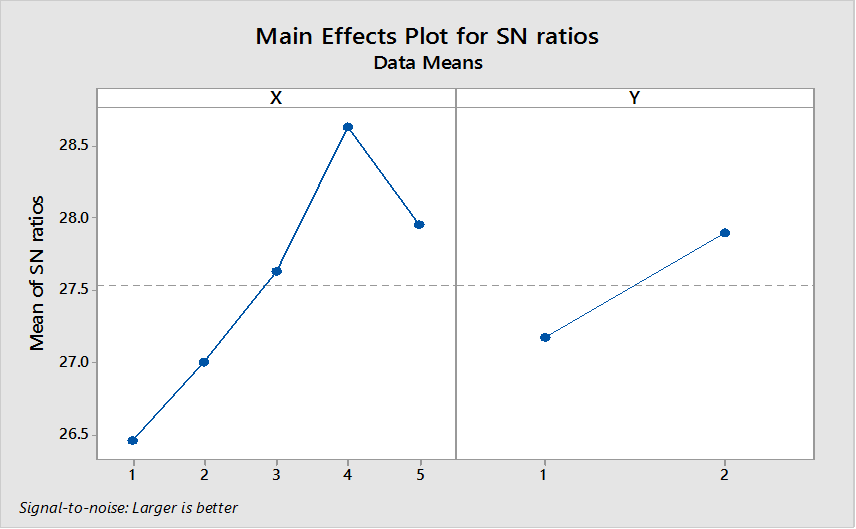 Main Effects Plot for SN ratios
Data Means
X Y
Mean of SN ratios
28.5
28.0
27.5
27.0
26.5
1 2 3 4 5 1 2
Signal-to-noise: Larger is better